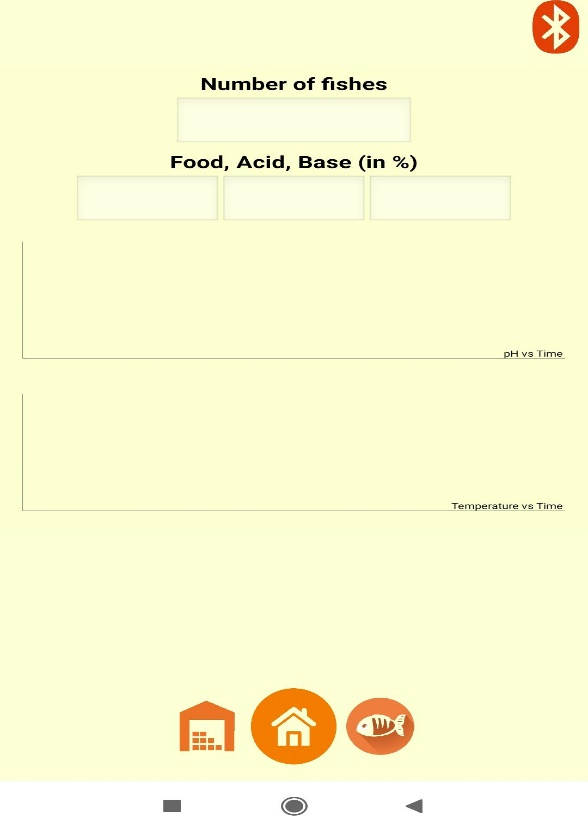 Number of fishes
Food, Acid, Base (in %)
pH vs Time
Temperature vs Time